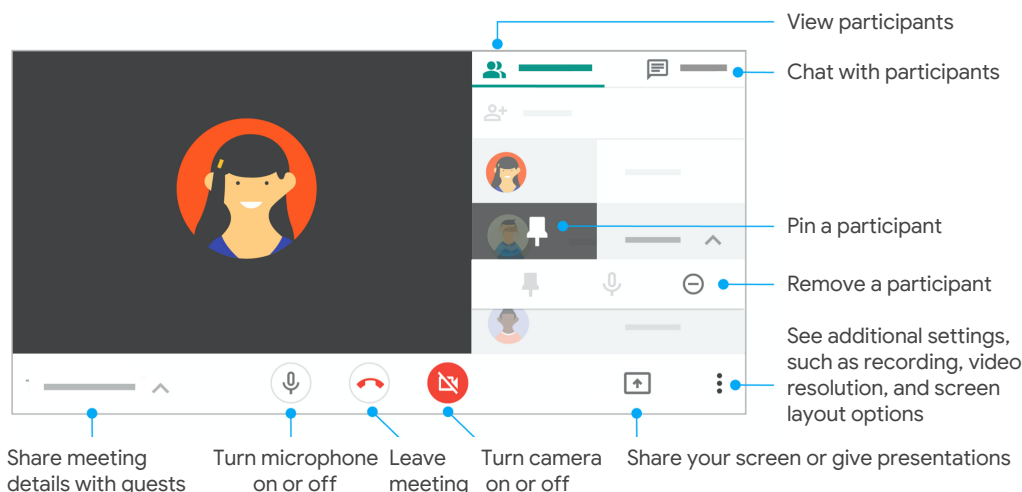 View participants
Chat with participants
Pin a participant
Remove a participant
See additional settings,
such as recording, video
resolution, and screen
layout options
Share meeting
details with guests
Turn microphone
on or off
Leave
meeting
Turn camera
on or off
Share your screen or give presentations